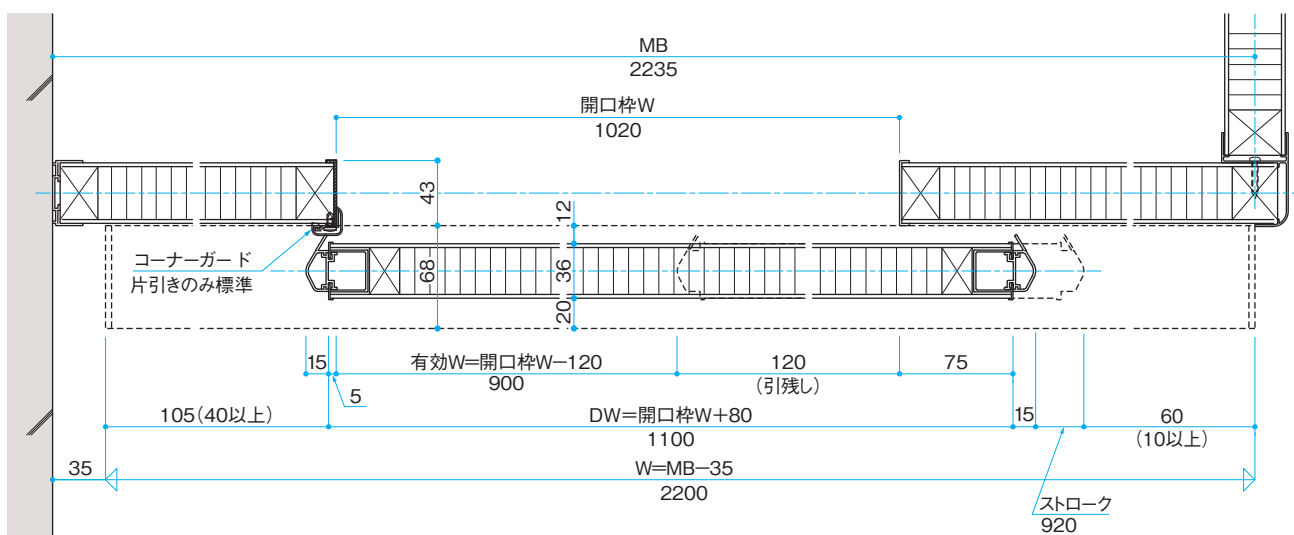 MB
2235
開口枠W
1020
43
12
コーナーガード
片引きのみ標準
68
36
20
15
有効W=開口枠W−120
900
120
(引残し)
75
5
105(40以上)
DW=開口枠W+80
1100
15
60
(10以上)
35
W=MB−35
2200
ストローク
920